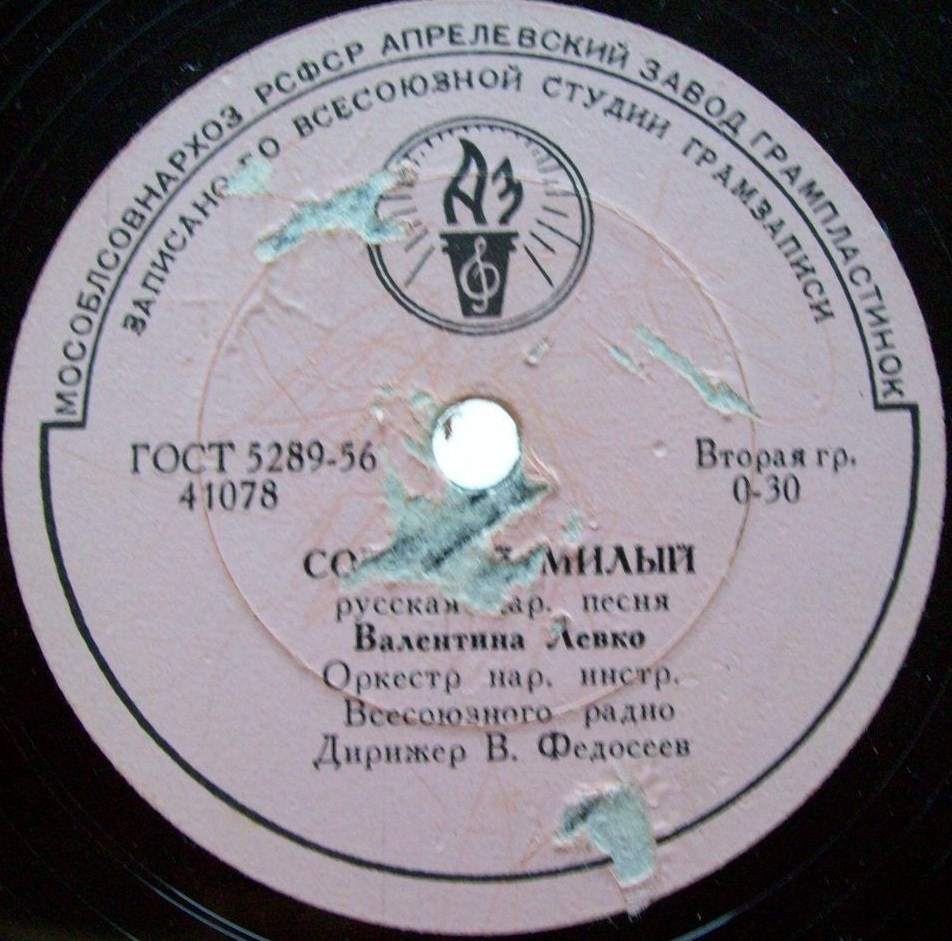 МОСОБЛСОВНАРХОЗ РСФСР АПРЕЛЕВСКИЙ ЗАВОД ГРАМПЛАСТИНОК
ВСЕСОЮЗНОЙ СТУДИИ ГРАМЗАПИСИ
АЗ
ГОСТ 5289-56
41078
Вторая гр.
0-30
МИЛЫЙ
русская песня
Валентина Левко
Оркестр нар. инстр.
Всесоюзного радио
Дирижер В. Федосеев